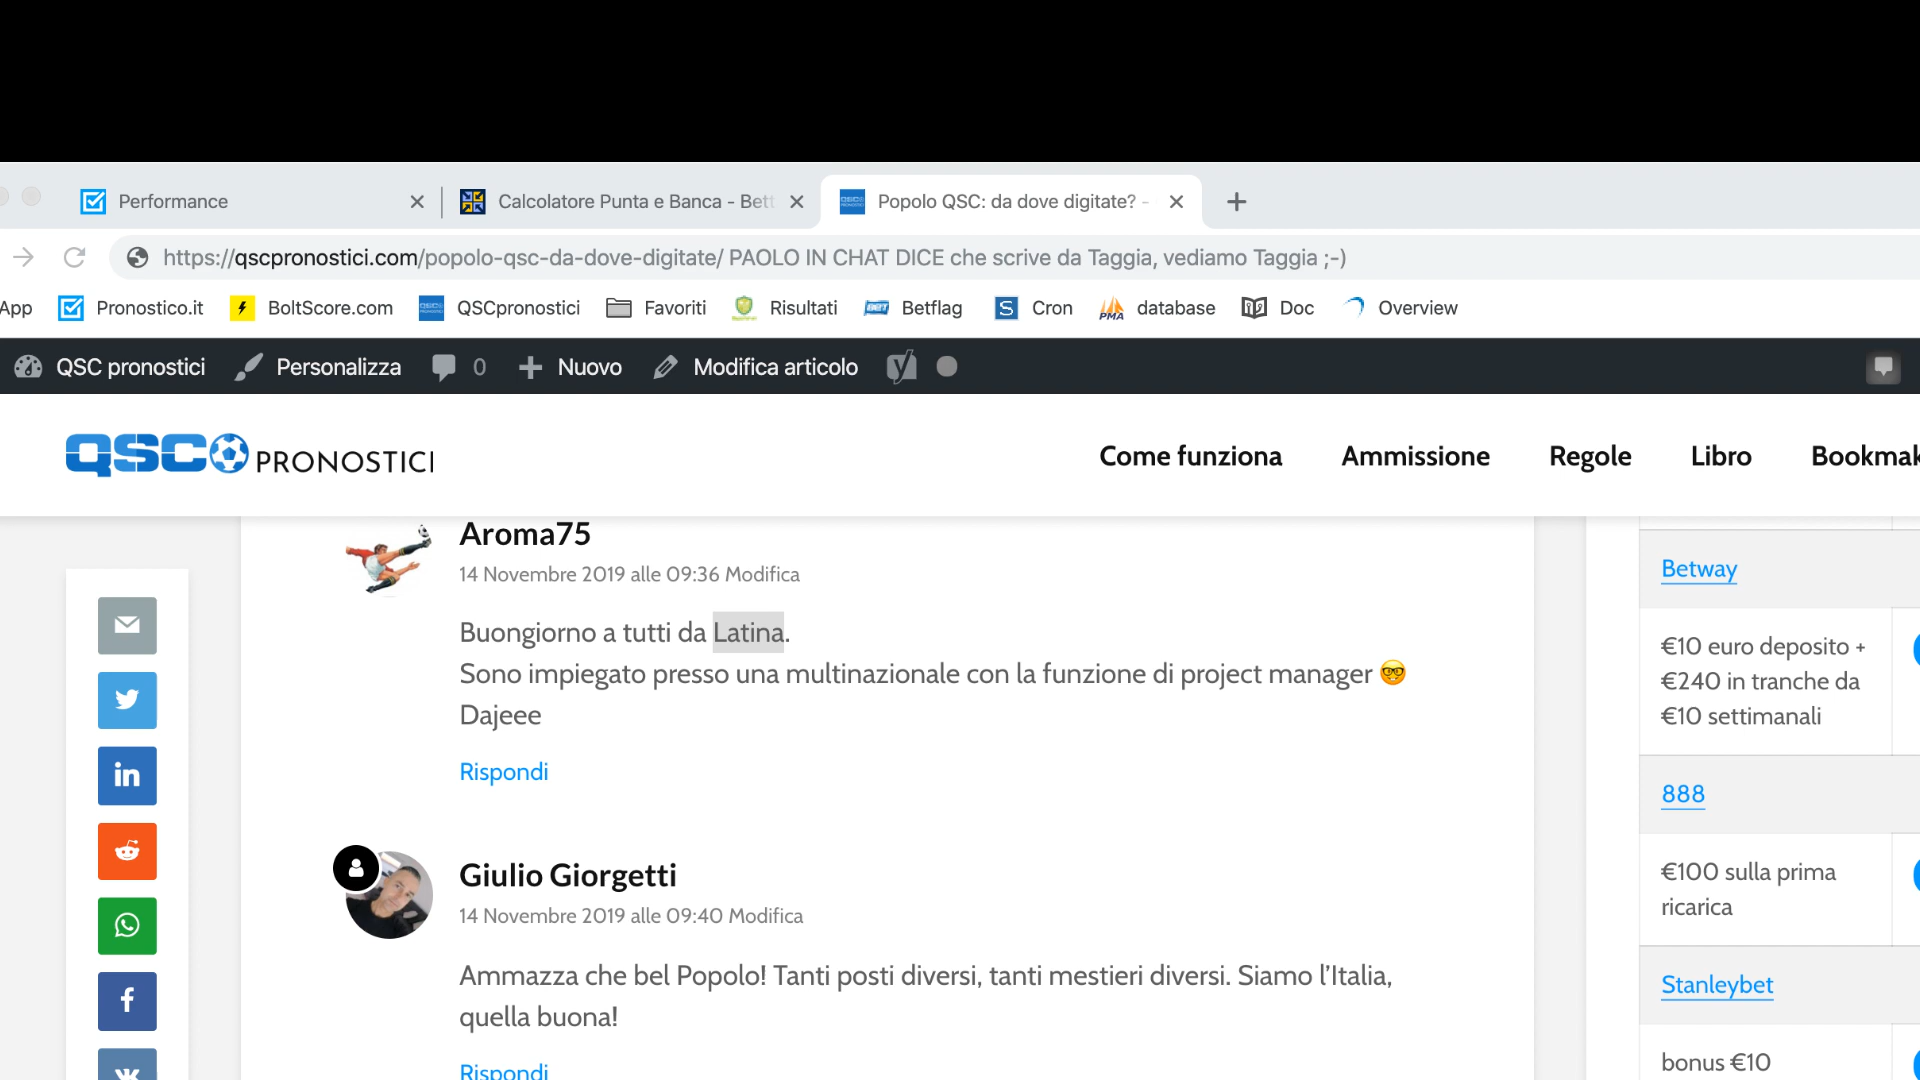 Performance
Calcolatore Punta e Banca - Bett
Popolo QSC: da dove digitate? -
https://qscpronostici.com/popolo-qsc-da-dove-digitate/ PAOLO IN CHAT DICE che scrive da Taggia, vediamo Taggia ;-)
App Pronostico.it BoltScore.com QSCpronostici Favoriti Risultati Betflag Cron database Doc Overview
QSC pronostici Personalizza 0 Nuovo Modifica articolo
QSC PRONOSTICI
Come funziona Ammissione Regole Libro Bookmak
Aroma75
14 Novembre 2019 alle 09:36 Modifica
Buongiorno a tutti da Latina.
Sono impiegato presso una multinazionale con la funzione di project manager 🤓
Dajeee
Rispondi
Giulio Giorgetti
14 Novembre 2019 alle 09:40 Modifica
Ammazza che bel Popolo! Tanti posti diversi, tanti mestieri diversi. Siamo l’Italia,
quella buona!
Rispondi
Betway
€10 euro deposito +
€240 in tranche da
€10 settimanali
888
€100 sulla prima
ricarica
Stanleybet
bonus €10